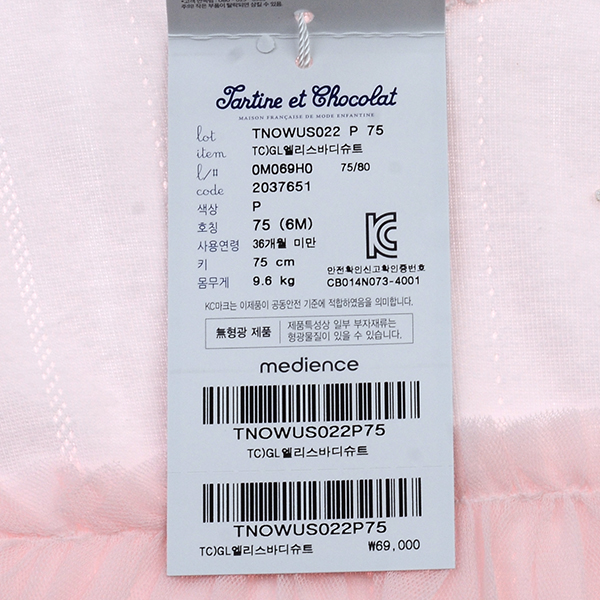 Tartine et Chocolat
MAISON FRANÇAISE DE MODE ENFANTINE
lot TNOWUS022 P 75
item TC)GL엘리스바디슈트
l/# 0M069H0 75/80
code 2037651
색상 P
호칭 75 (6M)
사용연령 36개월 미만
키 75 cm
몸무게 9.6 kg
안전확인신고확인증번호
CB014N073-4001
KC마크는 이제품이 공통안전 기준에 적합하였음을 의미합니다.
無형광 제품
제품특성상 일부 부자재류는
형광물질이 있을 수 있습니다.
medience
TNOWUS022P75
TC)GL엘리스바디슈트
TNOWUS022P75
TC)GL엘리스바디슈트 ₩69,000